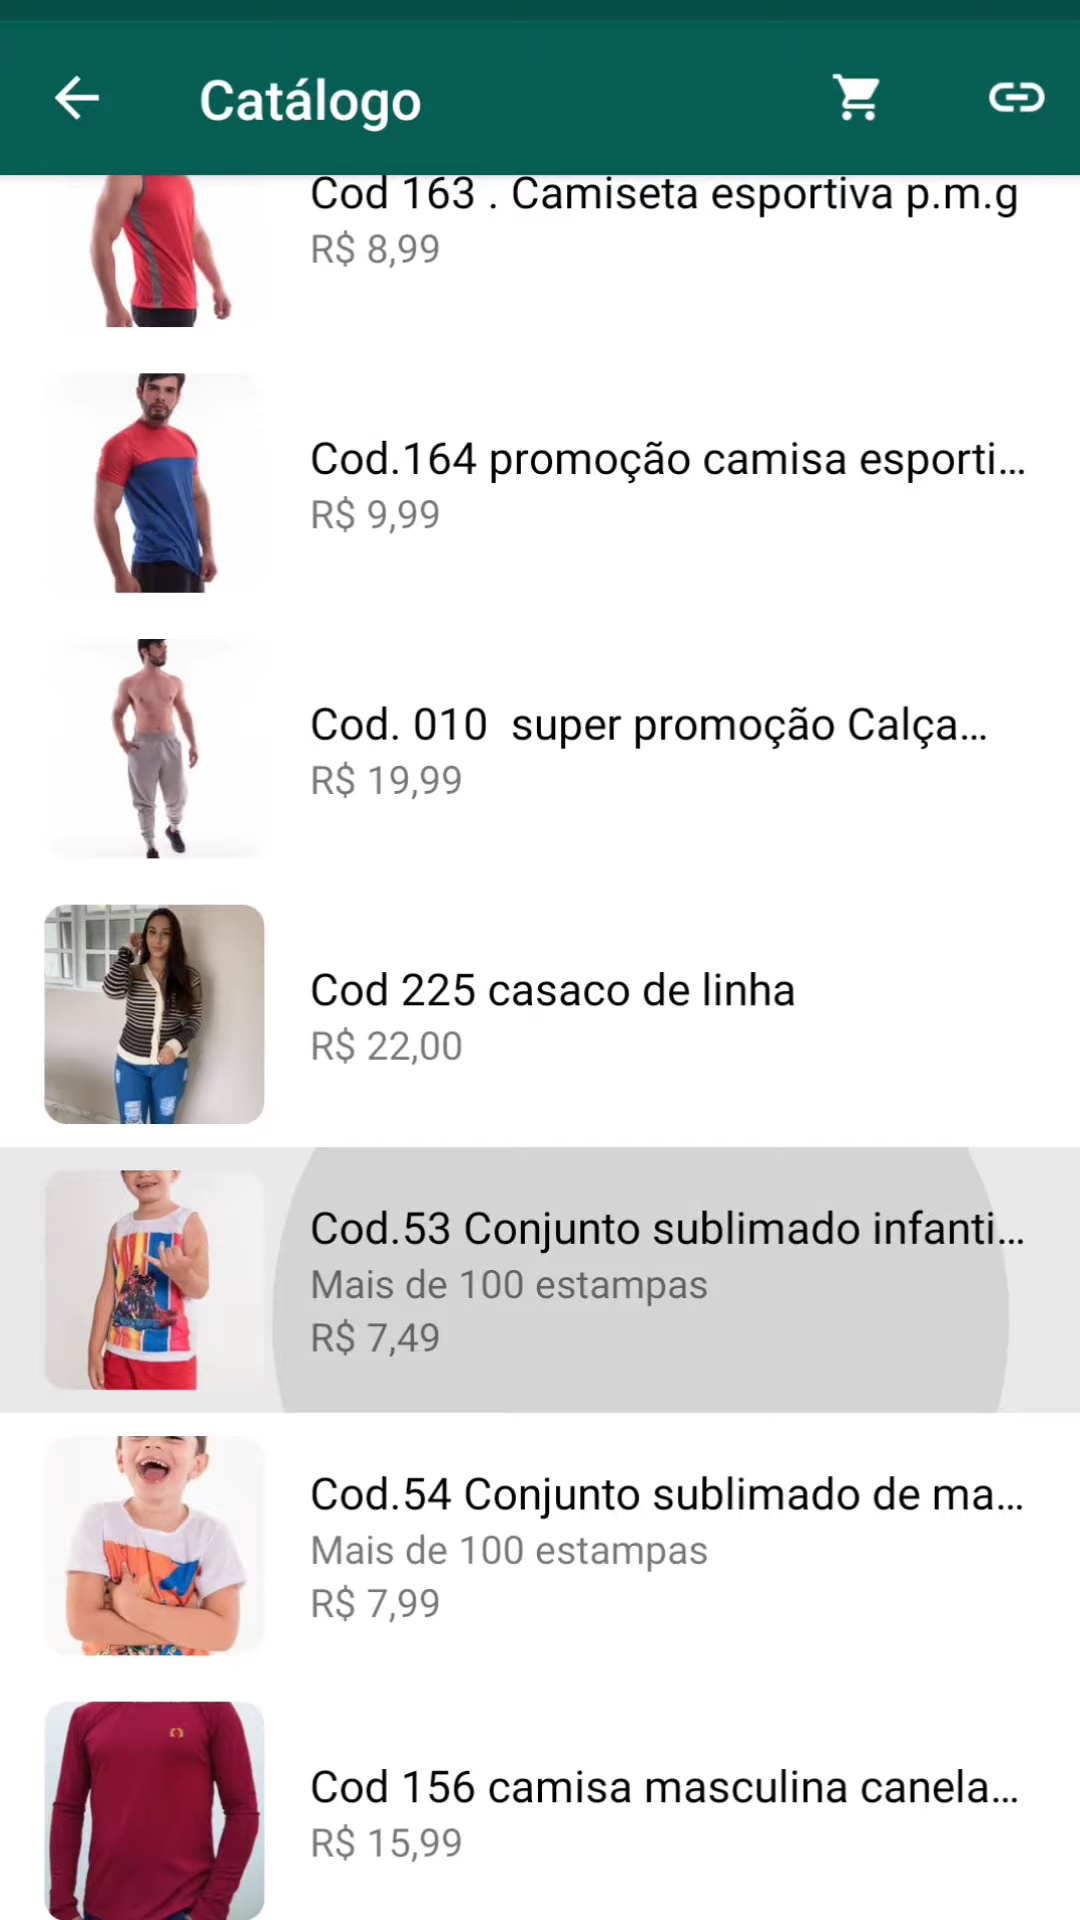 Catálogo
Cod 163 . Camiseta esportiva p.m.g
R$ 8,99
Cod.164 promoção camisa esporti...
R$ 9,99
Cod. 010  super promoção Calça...
R$ 19,99
Cod 225 casaco de linha
R$ 22,00
Cod.53 Conjunto sublimado infanti...
Mais de 100 estampas
R$ 7,49
Cod.54 Conjunto sublimado de ma...
Mais de 100 estampas
R$ 7,99
Cod 156 camisa masculina canela...
R$ 15,99